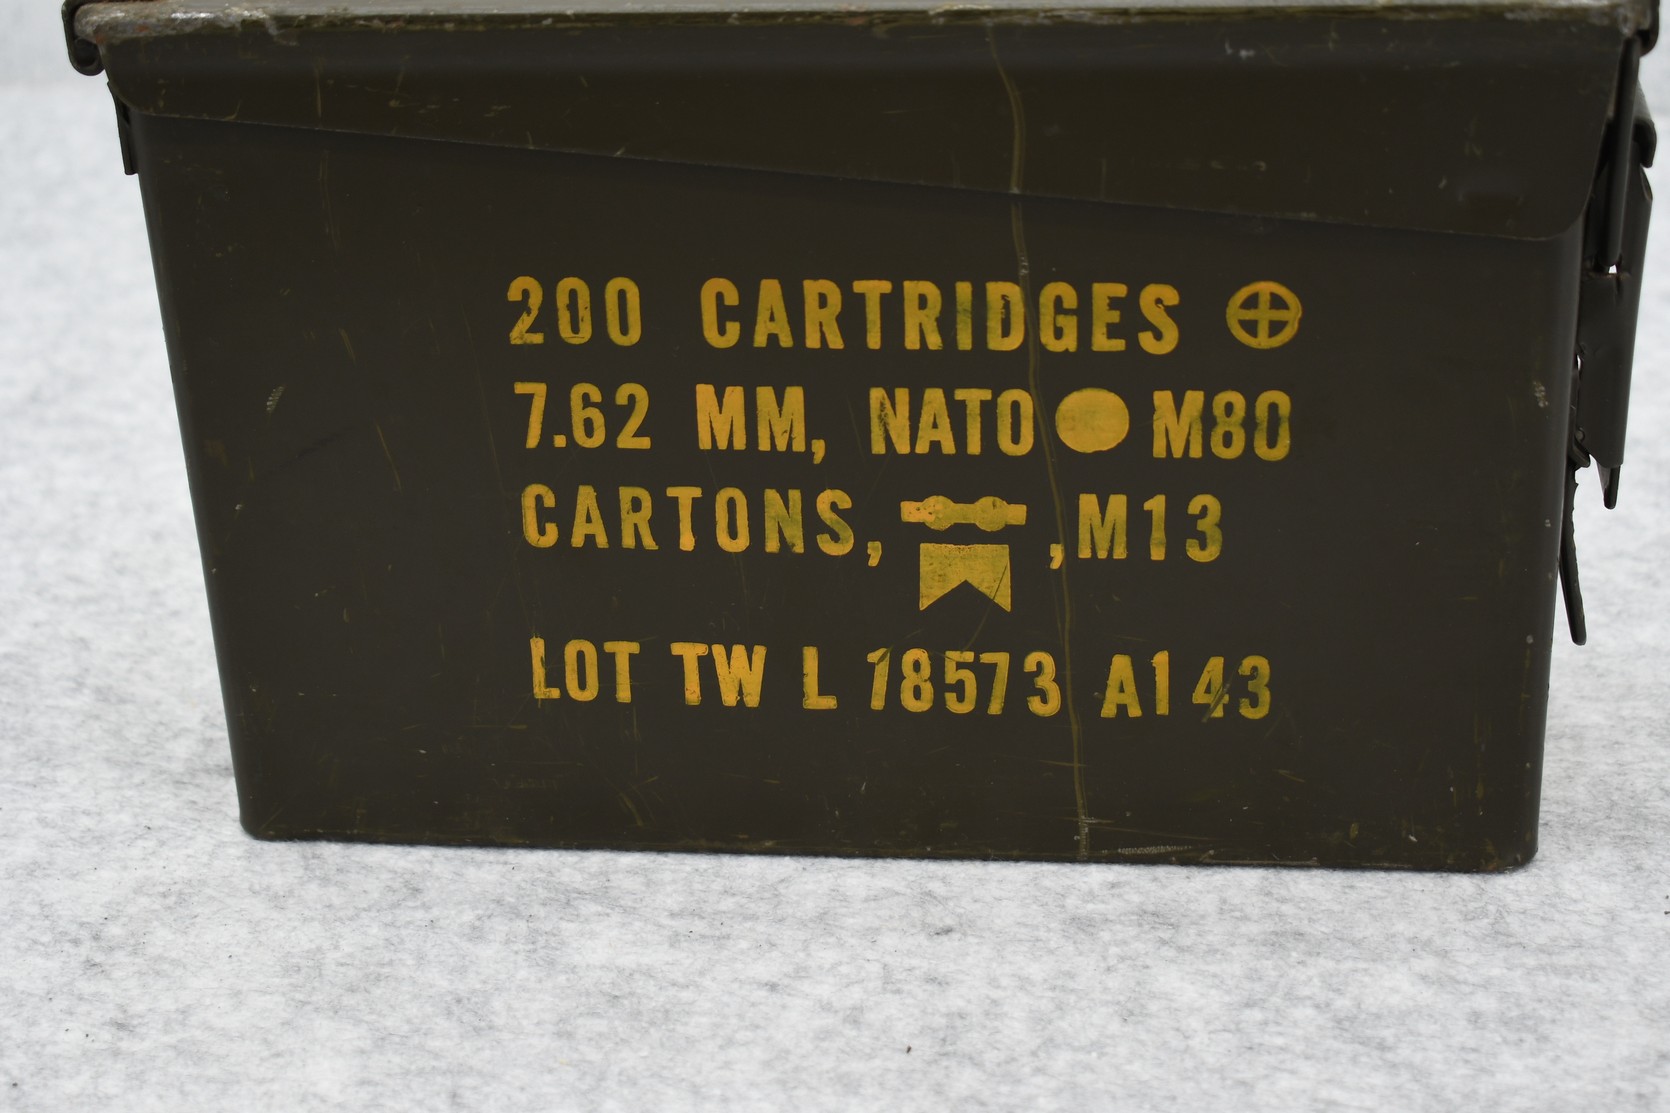 200 CARTRIDGES ⊕
7.62 MM, NATO ● M80
CARTONS, , M13
LOT TW L 18573 A143